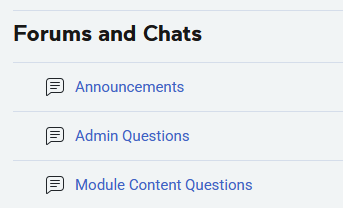 Forums and Chats
Announcements
Admin Questions
Module Content Questions